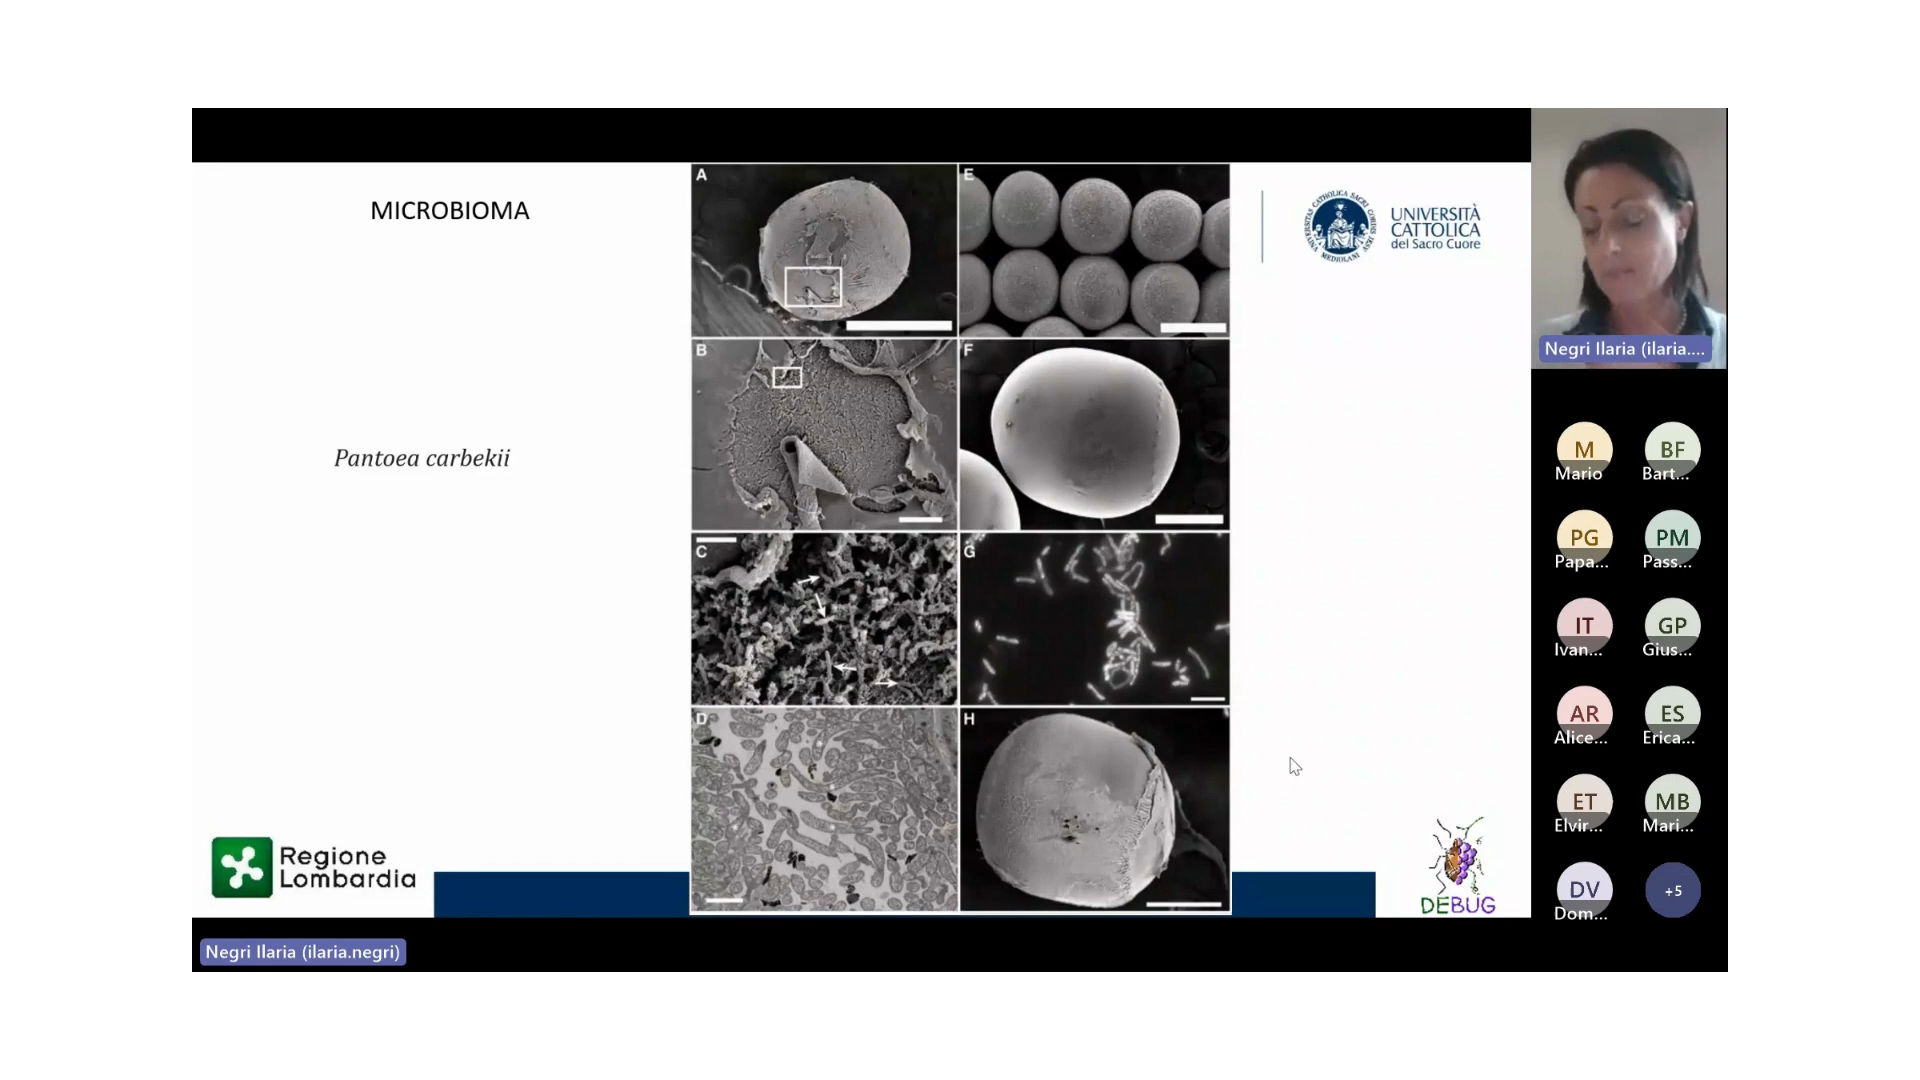 MICROBIOMA
Pantoea carbekii
A
B
C
D
E
F
G
H
UNIVERSITÀ
CATTOLICA
del Sacro Cuore
Regione
Lombardia
DEBUG
Negri Ilaria (ilaria....
M
Mario
BF
Bart...
PG
Papa...
PM
Pass...
IT
Ivan...
GP
Gius...
AR
Alice...
ES
Erica...
ET
Elvir...
MB
Mari...
DV
Dom...
+5
Negri Ilaria (ilaria.negri)